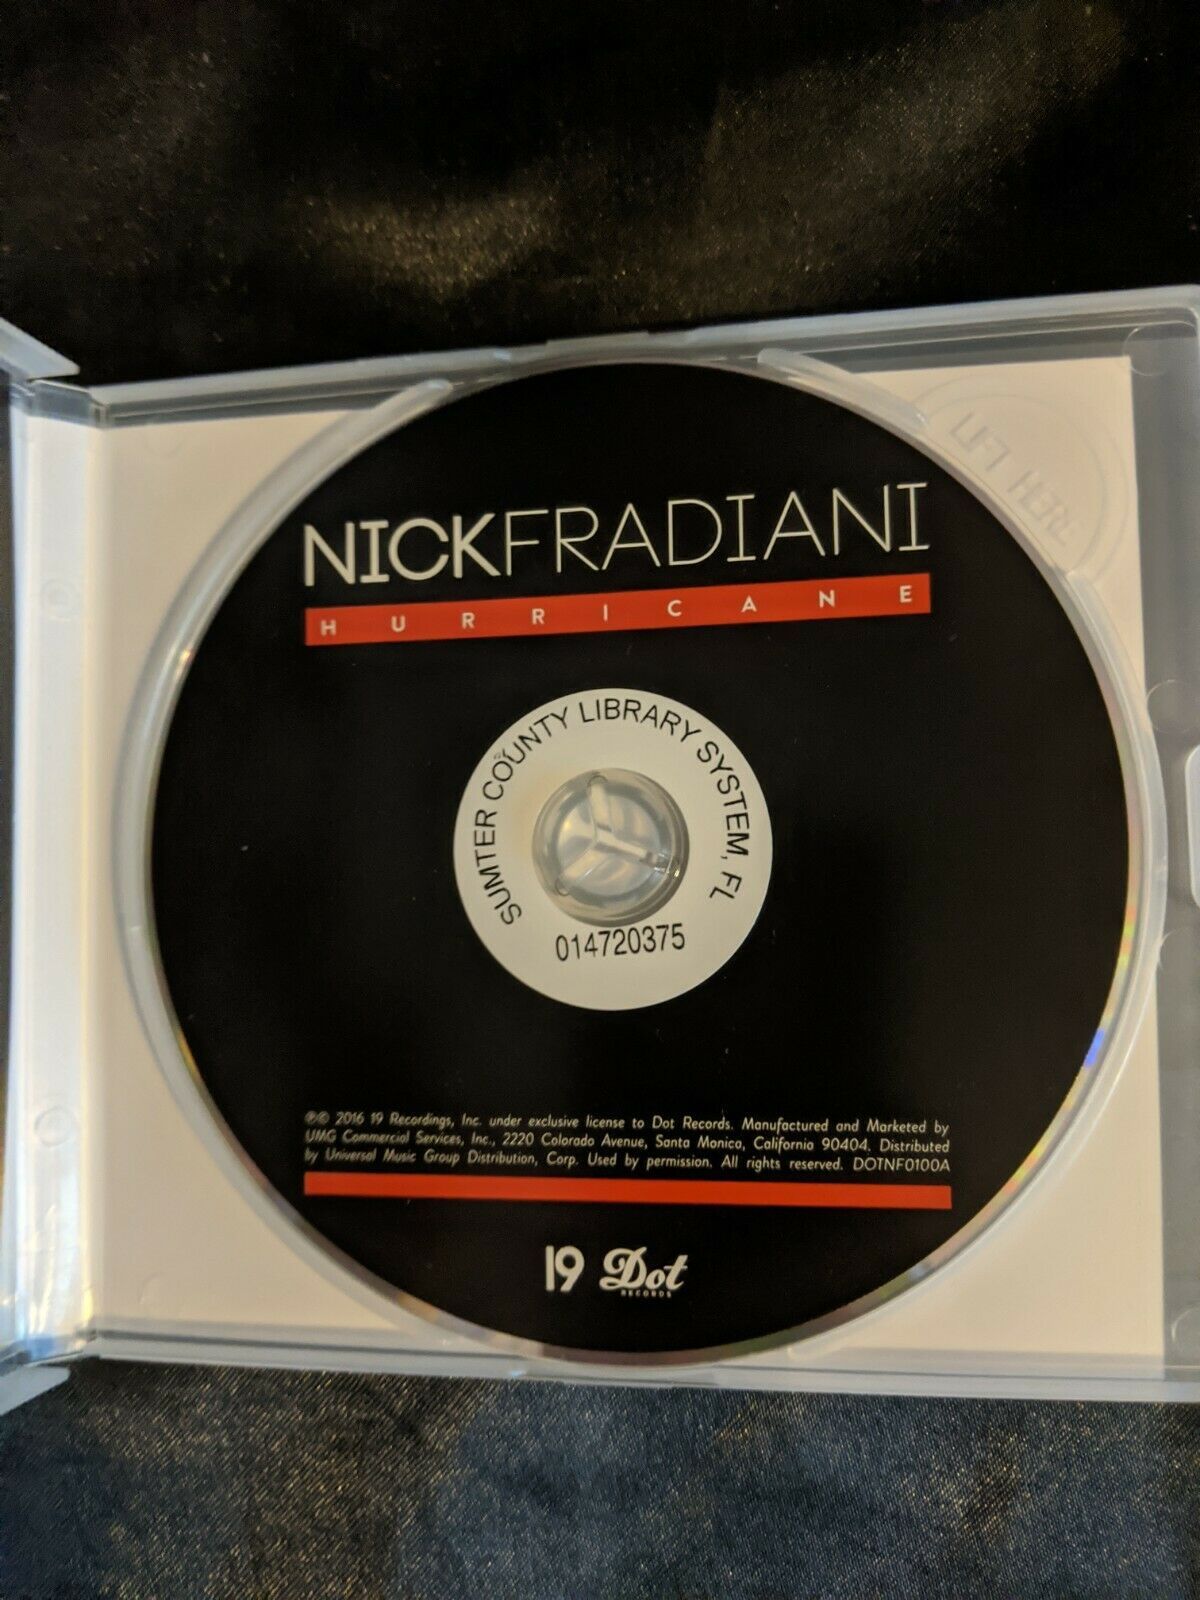 LIFT HERE
NICKFRADIANI
HURRICANE
SUMTER COUNTY LIBRARY SYSTEM, FL
014720375
℗© 2016 19 Recordings, Inc. under exclusive license to Dot Records. Manufactured and Marketed by
UMG Commercial Services, Inc., 2220 Colorado Avenue, Santa Monica, California 90404. Distributed
by Universal Music Group Distribution, Corp. Used by permission. All rights reserved. DOTNF0100A
19 Dot
RECORDS